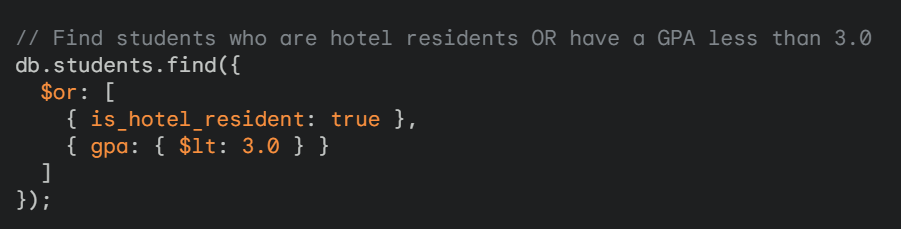 // Find students who are hotel residents OR have a GPA less than 3.0
db.students.find({
  $or: [
    { is_hotel_resident: true },
    { gpa: { $lt: 3.0 } }
  ]
});